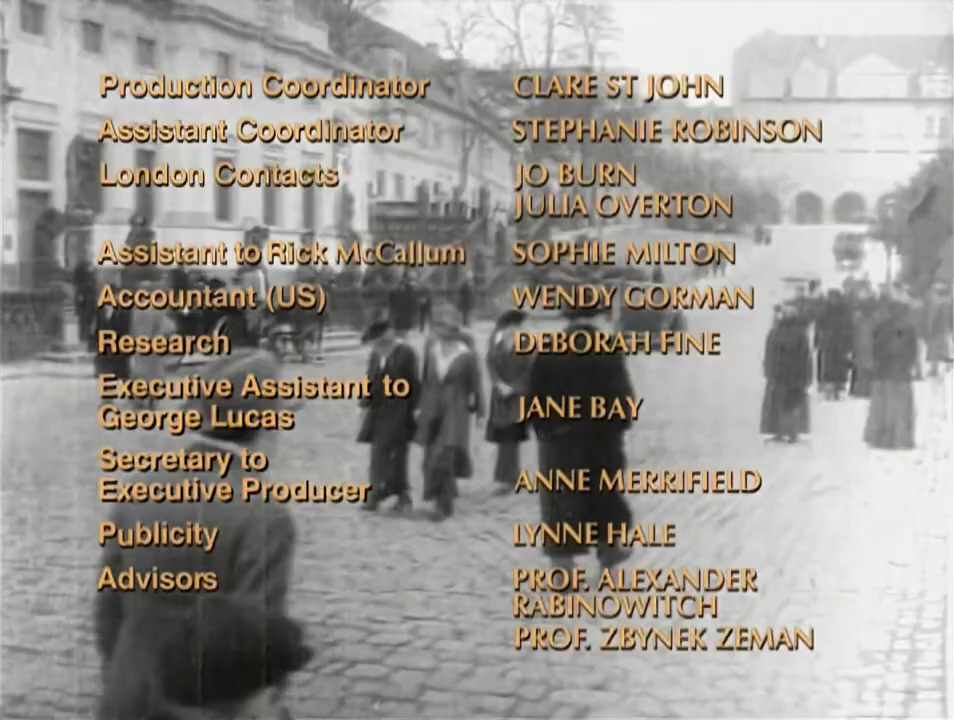 Production Coordinator CLARE ST JOHN
Assistant Coordinator STEPHANIE ROBINSON
London Contacts JO BURN
JULIA OVERTON
Assistant to Rick McCallum SOPHIE MILTON
Accountant (US) WENDY GORMAN
Research DEBORAH FINE
Executive Assistant to
George Lucas JANE BAY
Secretary to
Executive Producer ANNE MERRIFIELD
Publicity LYNNE HALE
Advisors PROF. ALEXANDER
RABINOWITCH
PROF. ZBYNEK ZEMAN